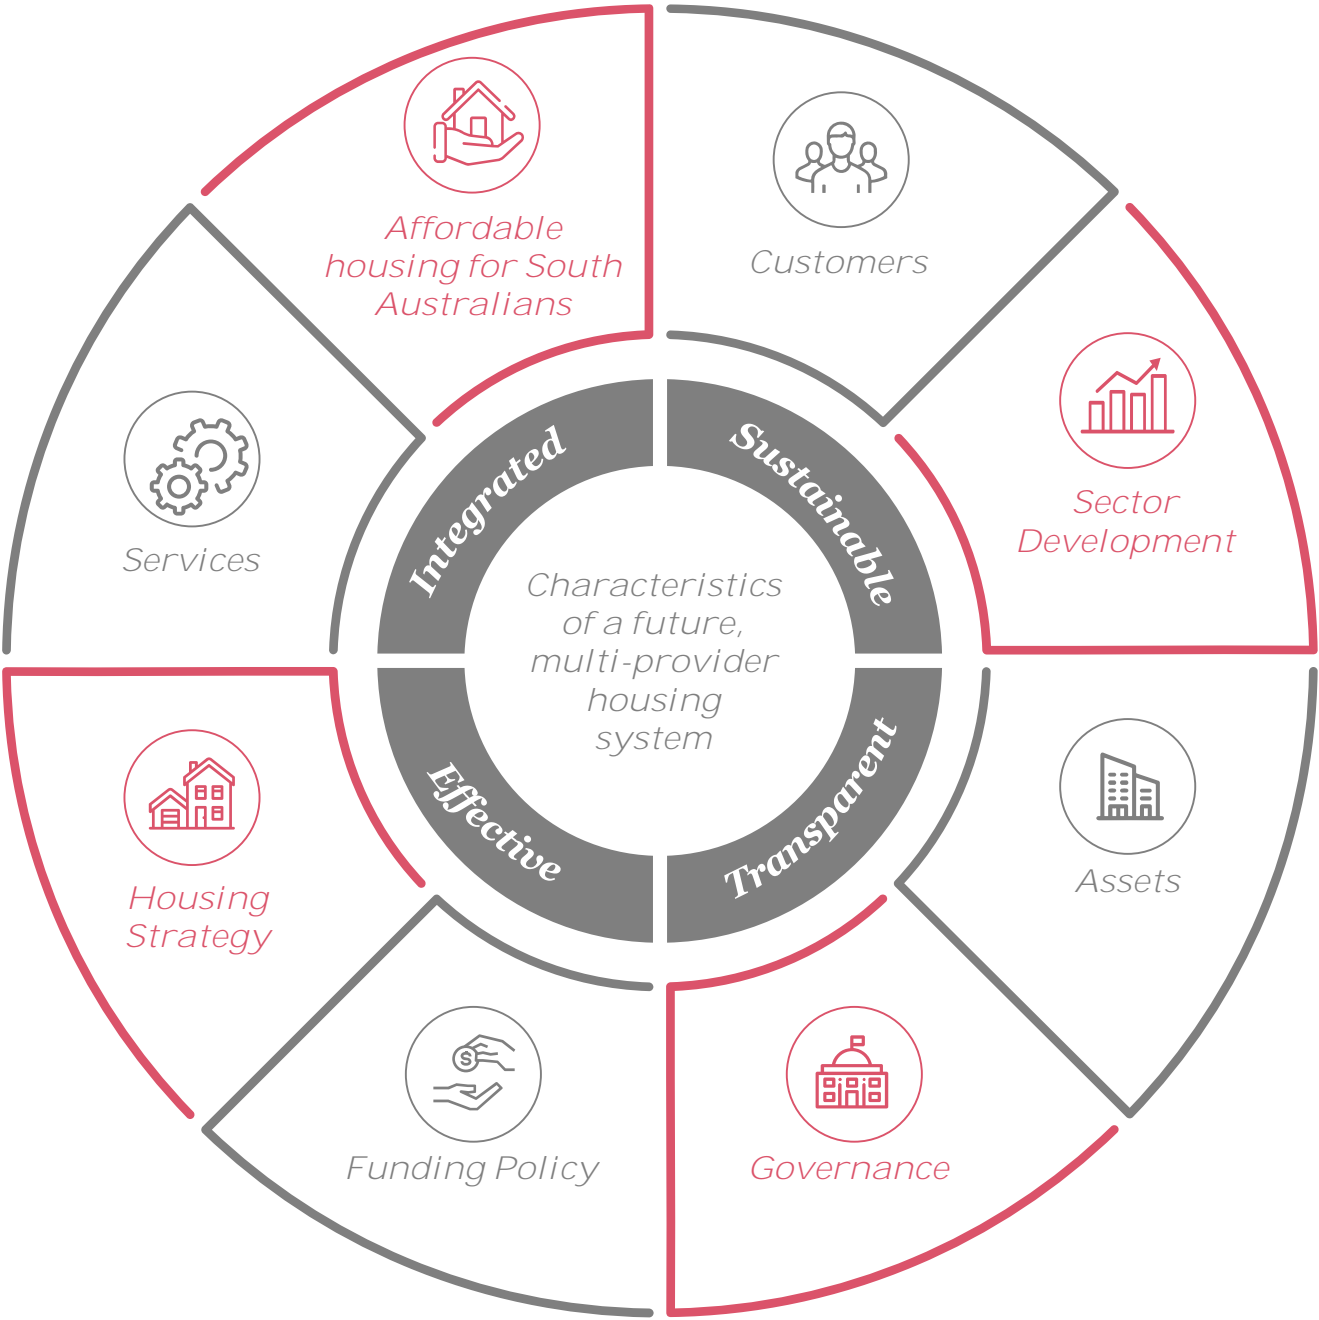 Affordable
housing for South
Australians
Customers
Sector
Development
Assets
Governance
Funding Policy
Housing
Strategy
Services
Integrated
Sustainable
Transparent
Effective
Characteristics
of a future,
multi-provider
housing
system
$